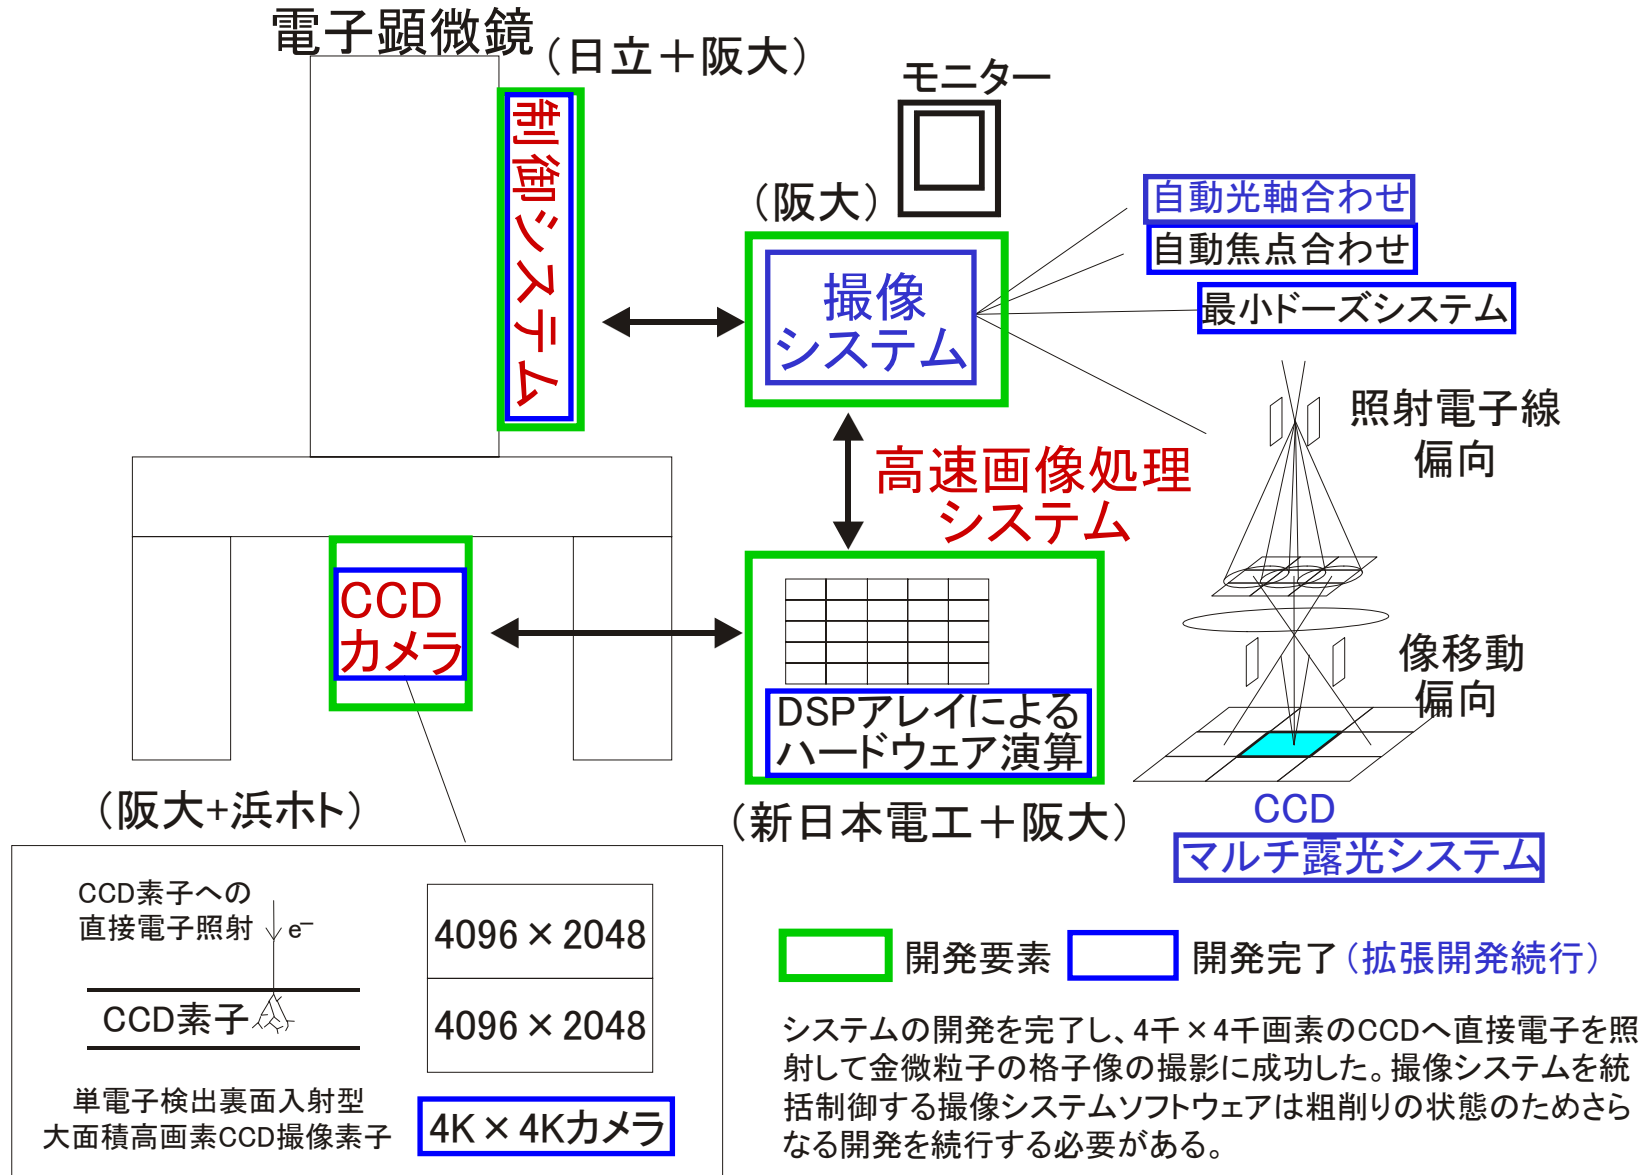 電子顕微鏡
（日立＋阪大）
制御システム
モニター
（阪大）
撮像
システム
自動光軸合わせ
自動焦点合わせ
最小ドーズシステム
照射電子線
偏向
高速画像処理
システム
CCD
カメラ
DSPアレイによる
ハードウェア演算
像移動
偏向
（阪大+浜ホト）
（新日本電工＋阪大）
CCD
マルチ露光システム
CCD素子への
直接電子照射
e⁻
CCD素子
4096×2048
4096×2048
単電子検出裏面入射型
大面積高画素CCD撮像素子
4K×4Kカメラ
開発要素
開発完了（拡張開発続行）
システムの開発を完了し、4千×4千画素のCCDへ直接電子を照
射して金微粒子の格子像の撮影に成功した。撮像システムを統
括制御する撮像システムソフトウェアは粗削りの状態のためさら
なる開発を続行する必要がある。